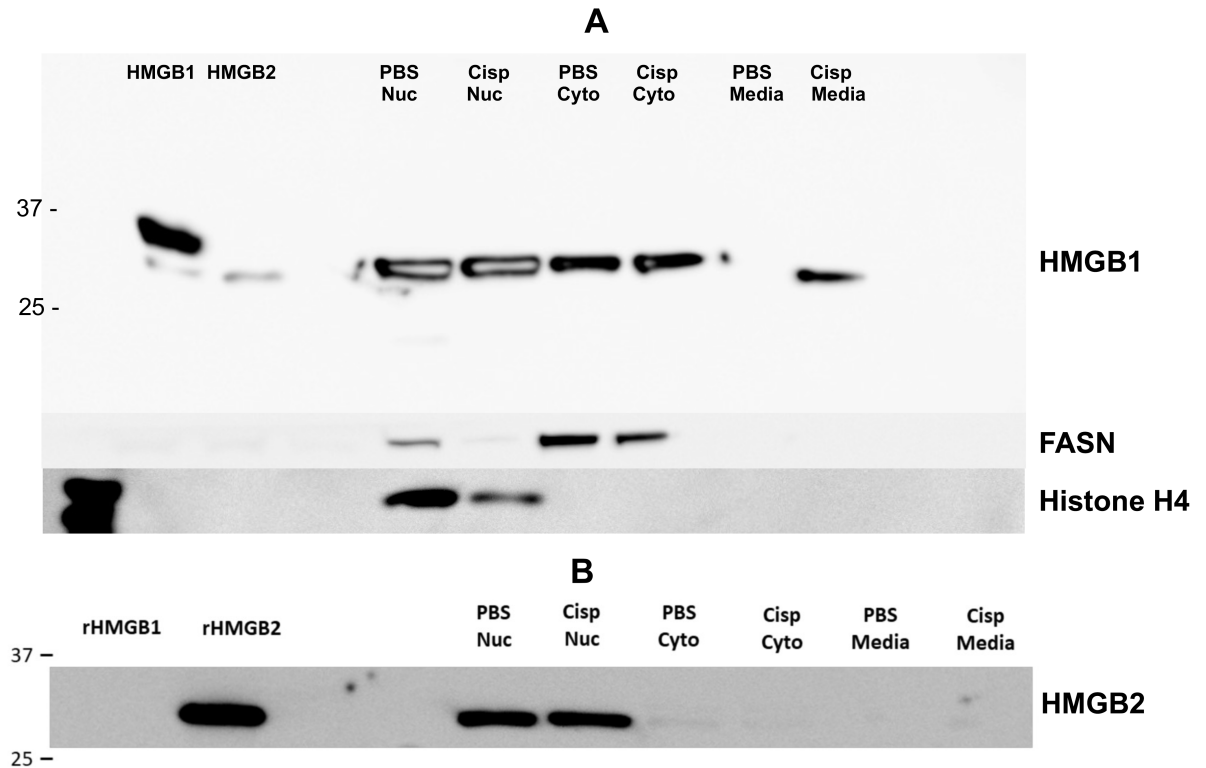 A
HMGB1 HMGB2 PBS Cisp PBS Cisp PBS Cisp
Nuc Nuc Cyto Cyto Media Media
37 -
HMGB1
25 -
FASN
Histone H4
B
rHMGB1 rHMGB2 PBS Cisp PBS Cisp PBS Cisp
Nuc Nuc Cyto Cyto Media Media
37 –
HMGB2
25 –